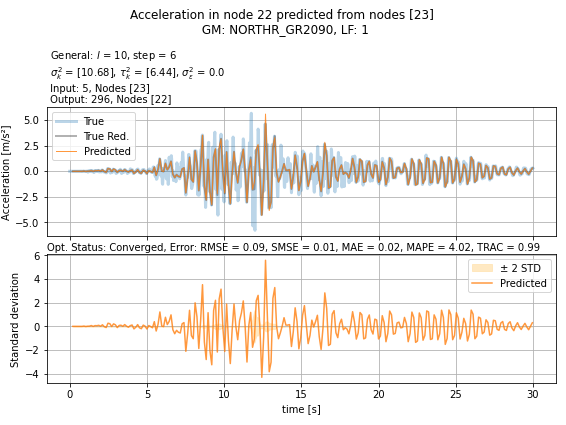 Acceleration in node 22 predicted from nodes [23]
GM: NORTHR_GR2090, LF: 1
General: l = 10, step = 6
σ²ₖ = [10.68], τ²ₖ = [6.44], σ²ε = 0.0
Input: 5, Nodes [23]
Output: 296, Nodes [22]
True
True Red.
Predicted
Acceleration [m/s²]
5.0
2.5
0.0
−2.5
−5.0
Opt. Status: Converged, Error: RMSE = 0.09, SMSE = 0.01, MAE = 0.02, MAPE = 4.02, TRAC = 0.99
± 2 STD
Predicted
Standard deviation
6
4
2
0
−2
−4
0 5 10 15 20 25 30
time [s]